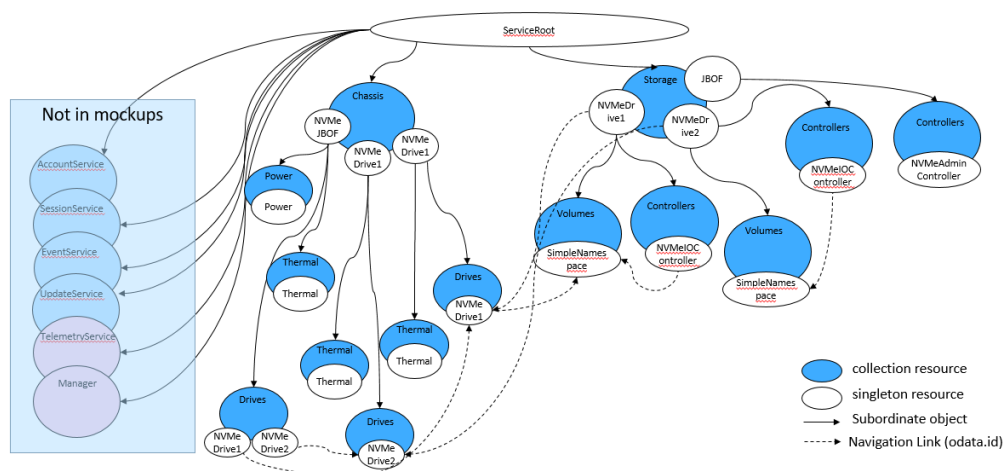 ServiceRoot
Not in mockups
AccountService
SessionService
EventService
UpdateService
TelemetryService
Manager
Chassis
NVMe
JBOF
NVMe
Drive1
NVMe
Drive1
Power
Power
Thermal
Thermal
Thermal
Thermal
Thermal
Thermal
Drives
NVMe
Drive1
Drives
NVMe
Drive1
NVMe
Drive2
Drives
NVMe
Drive2
Storage
JBOF
NVMeDr
ive1
NVMeDr
ive2
Volumes
SimpleNames
pace
Controllers
NVMeIOC
ontroller
Volumes
SimpleNames
pace
Controllers
NVMeIOC
ontroller
Controllers
NVMeAdmin
Controller
collection resource
singleton resource
Subordinate object
Navigation Link (odata.id)